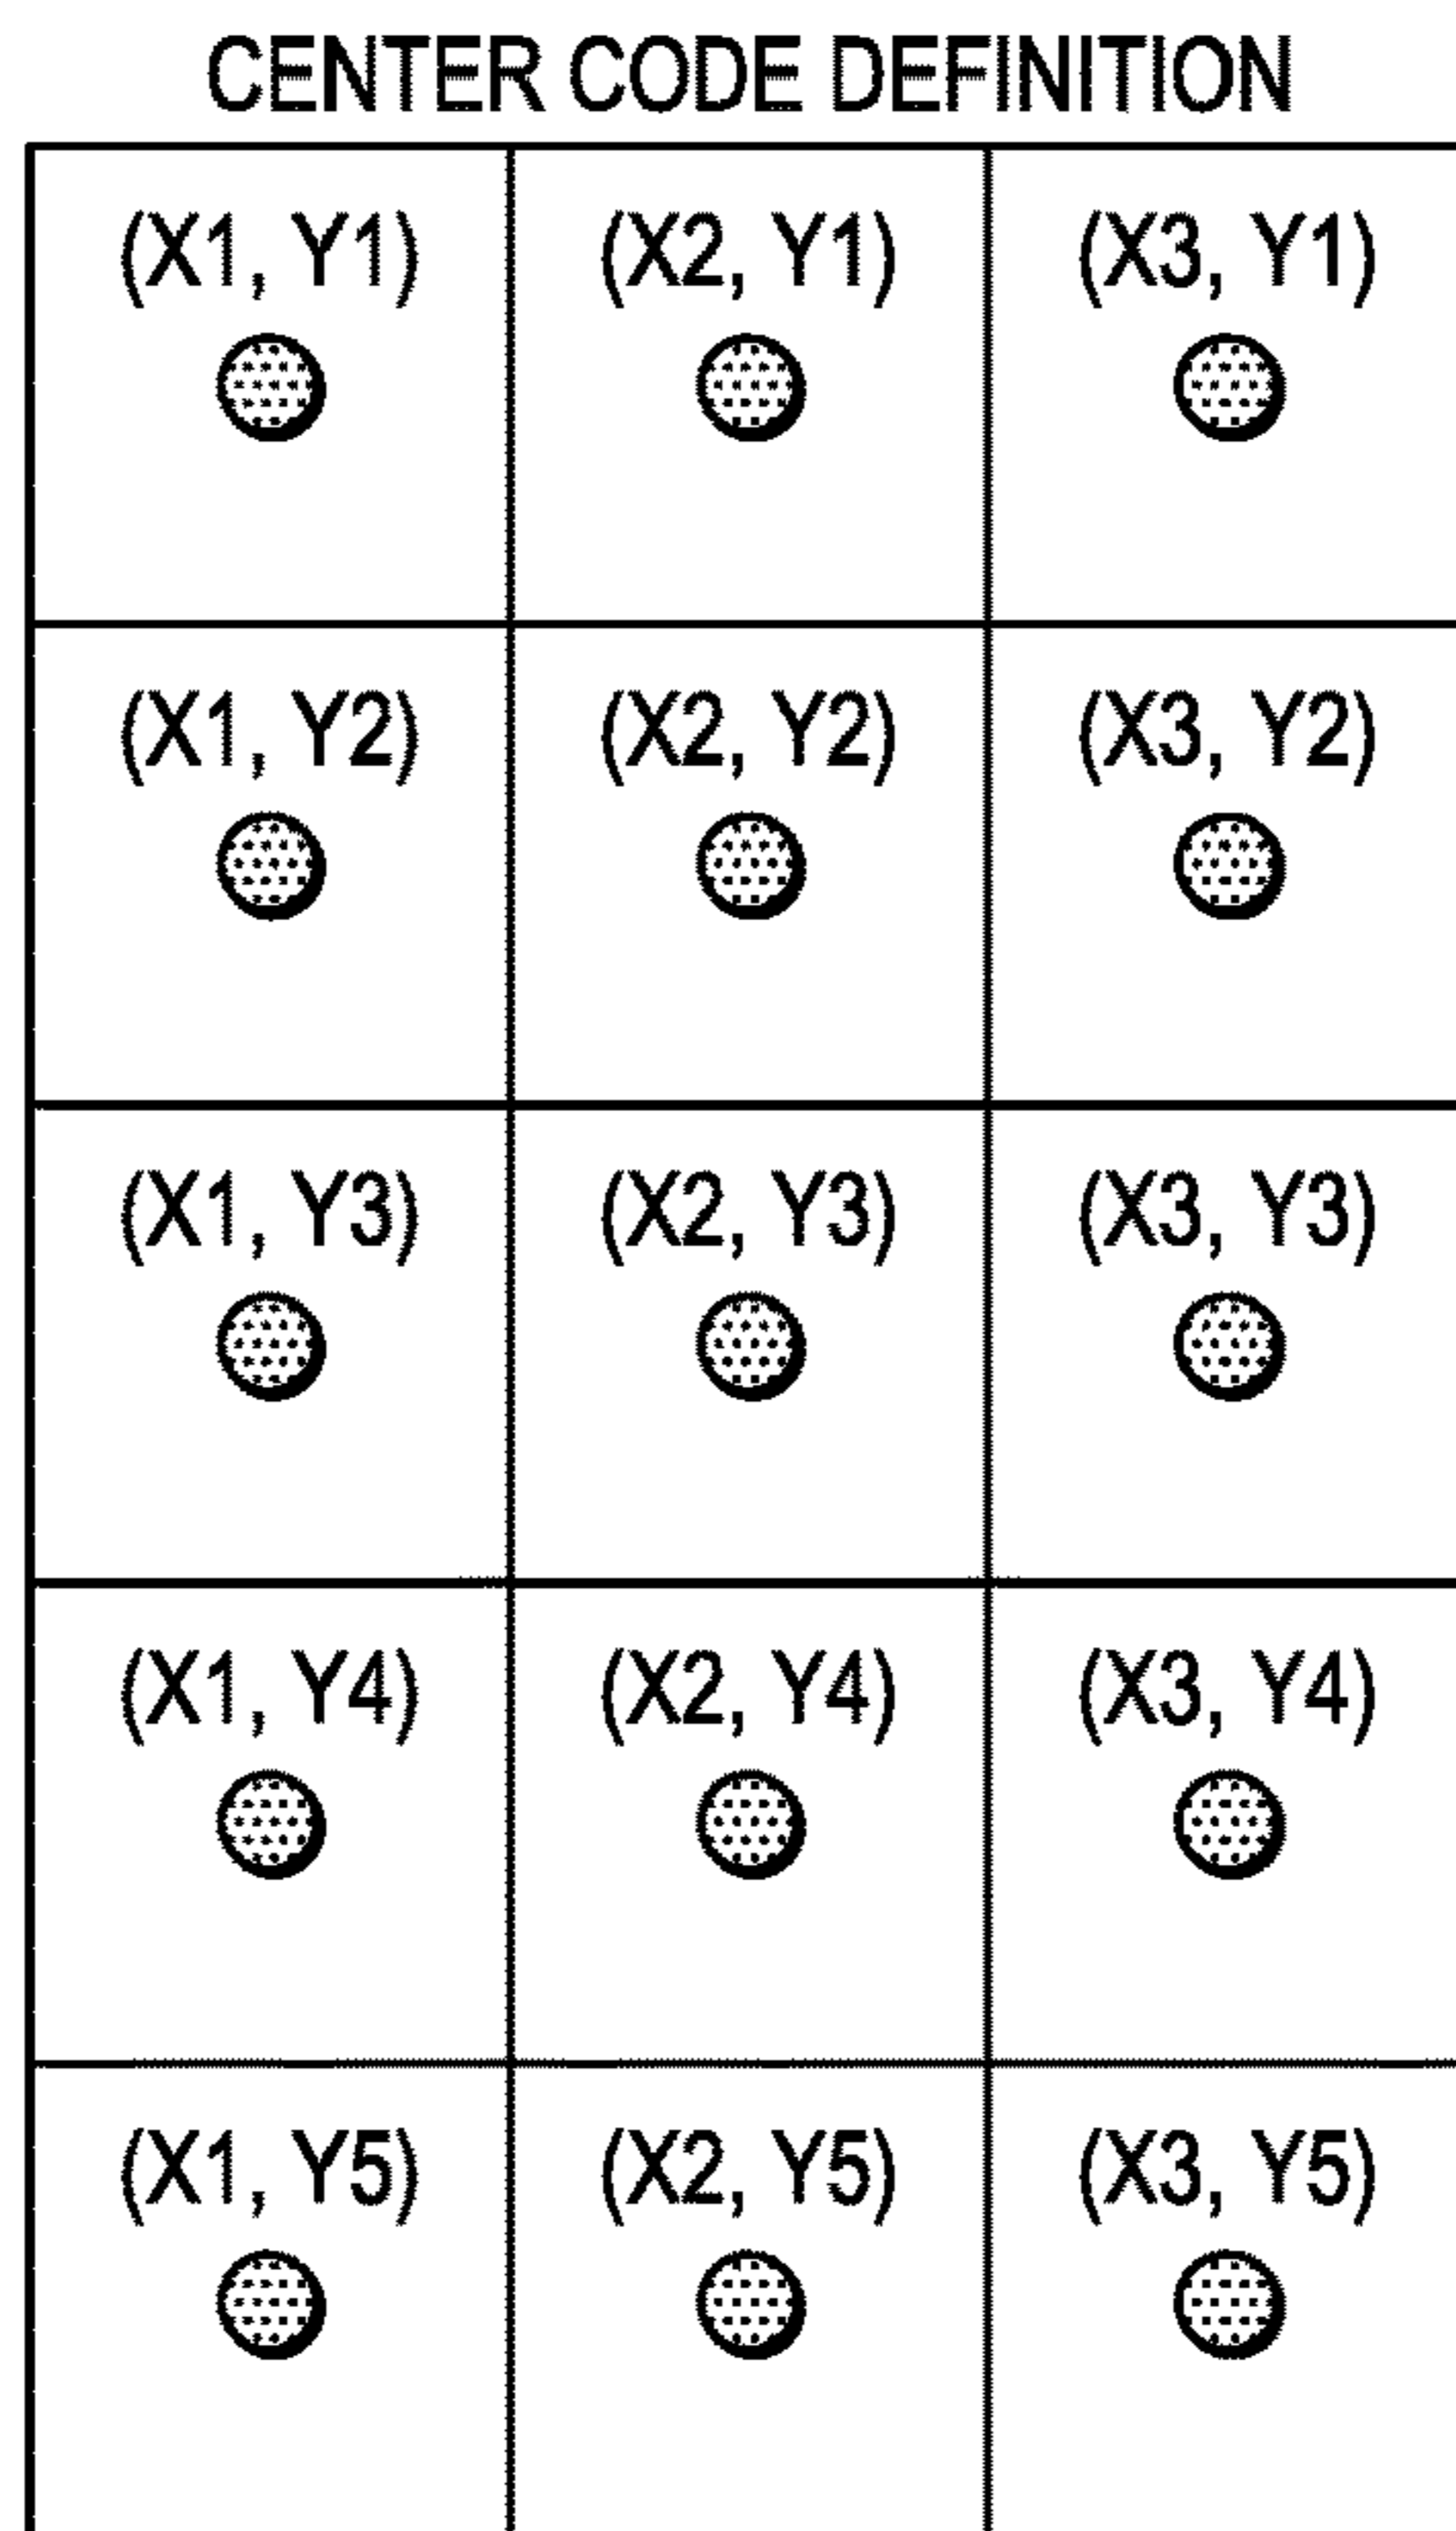 CENTER CODE DEFINITION
(X1, Y1) (X2, Y1) (X3, Y1)
(X1, Y2) (X2, Y2) (X3, Y2)
(X1, Y3) (X2, Y3) (X3, Y3)
(X1, Y4) (X2, Y4) (X3, Y4)
(X1, Y5) (X2, Y5) (X3, Y5)